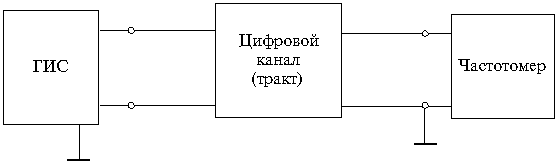 ГИС
Цифровой
канал
(тракт)
Частотомер